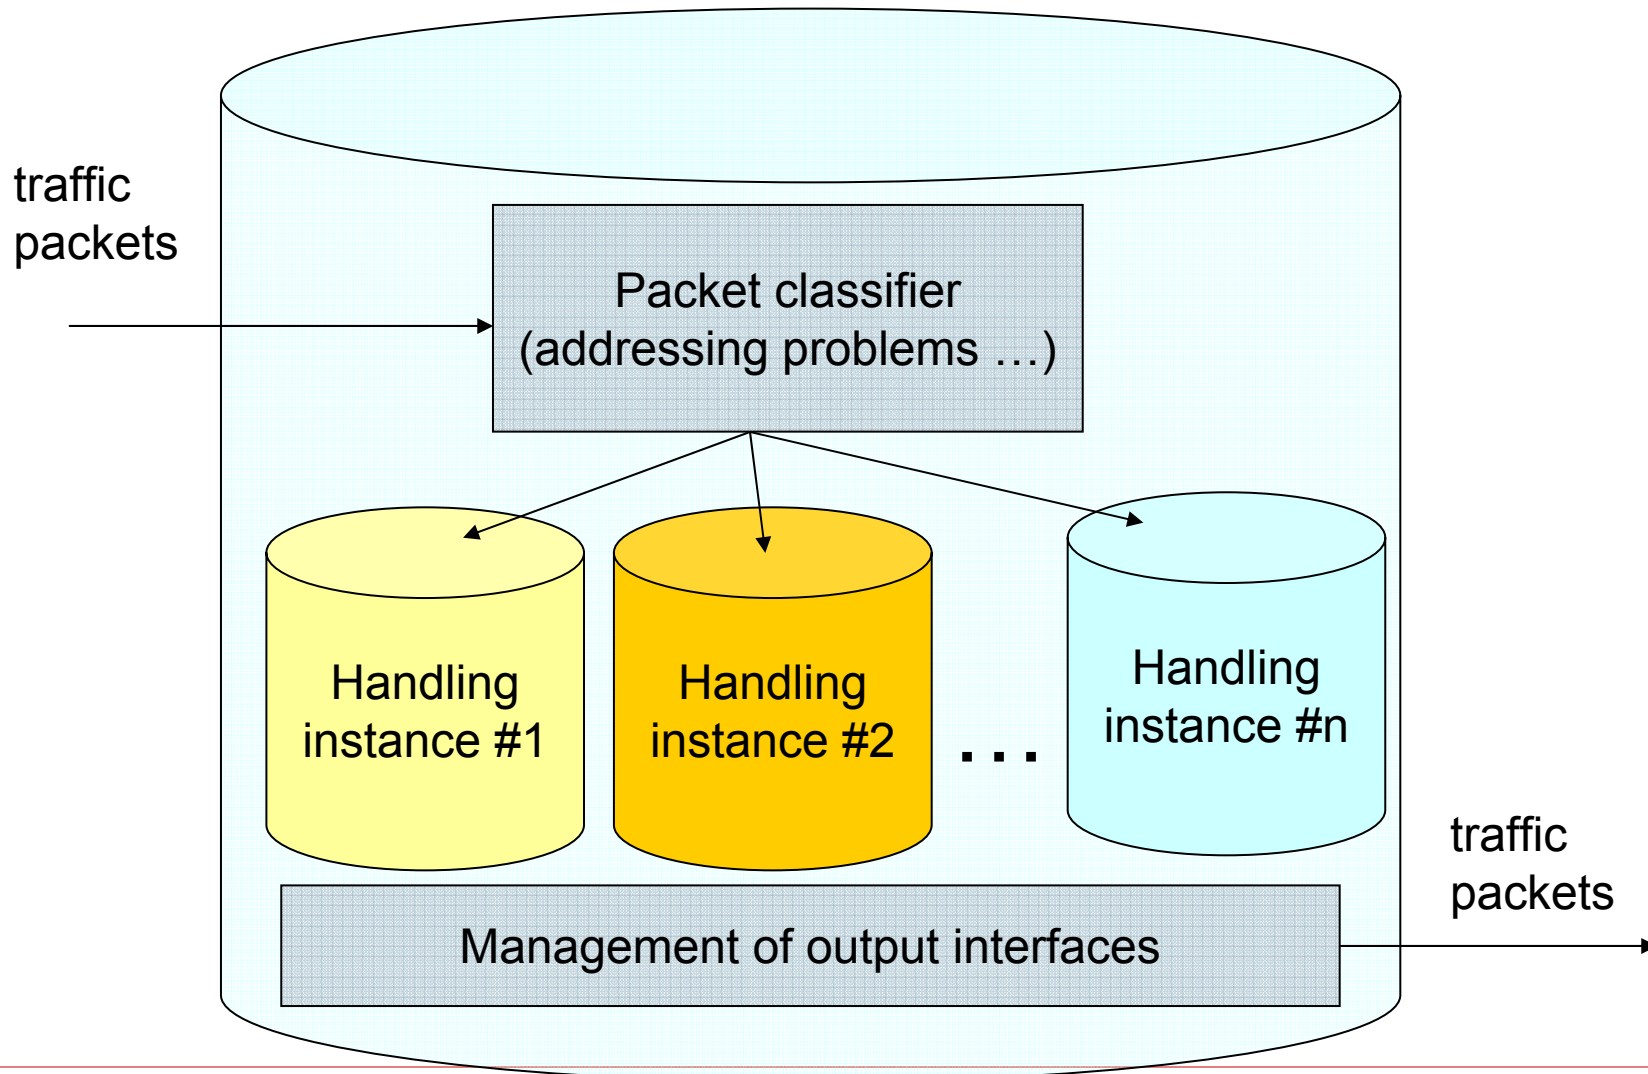 traffic
packets
Packet classifier
(addressing problems …)
Handling
instance #1
Handling
instance #2
…
Handling
instance #n
traffic
packets
Management of output interfaces